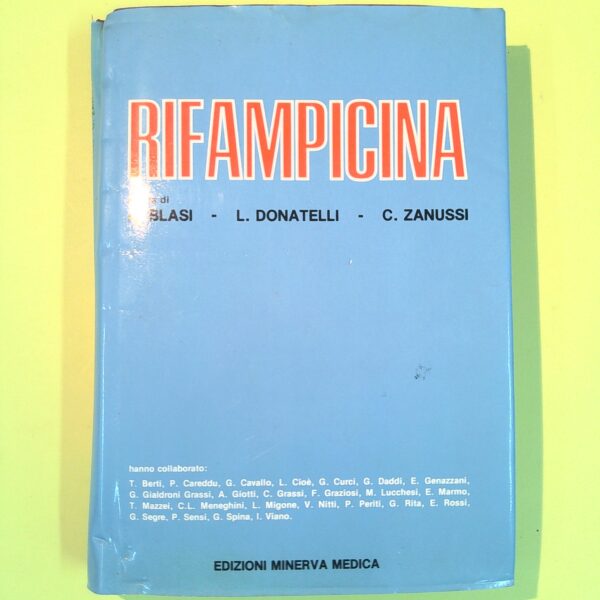 RIFAMPICINA
di
BLASI - L. DONATELLI - C. ZANUSSI
hanno collaborato:
T. Berti, P. Careddu, G. Cavallo, L. Cioè, G. Curci, G. Daddi, E. Genazzani,
G. Gialdroni Grassi, A. Giotti, C. Grassi, F. Graziosi, M. Lucchesi, E. Marmo,
T. Mazzei, C.L. Meneghini, L. Migone, V. Nitti, P. Periti, G. Rita, E. Rossi,
G. Segre, P. Sensi, G. Spina, I. Viano.
EDIZIONI MINERVA MEDICA